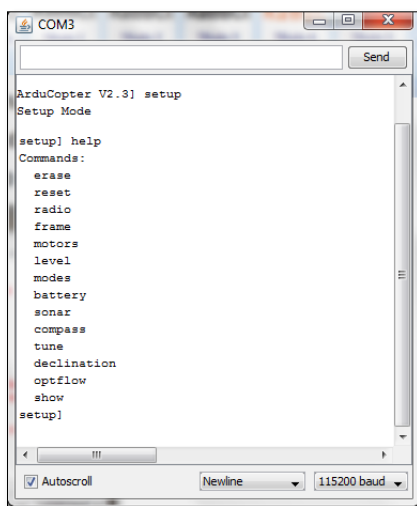 COM3
Send
ArduCopter V2.3] setup
Setup Mode
setup] help
Commands:
erase
reset
radio
frame
motors
level
modes
battery
sonar
compass
tune
declination
optflow
show
setup]
Autoscroll
Newline
115200 baud